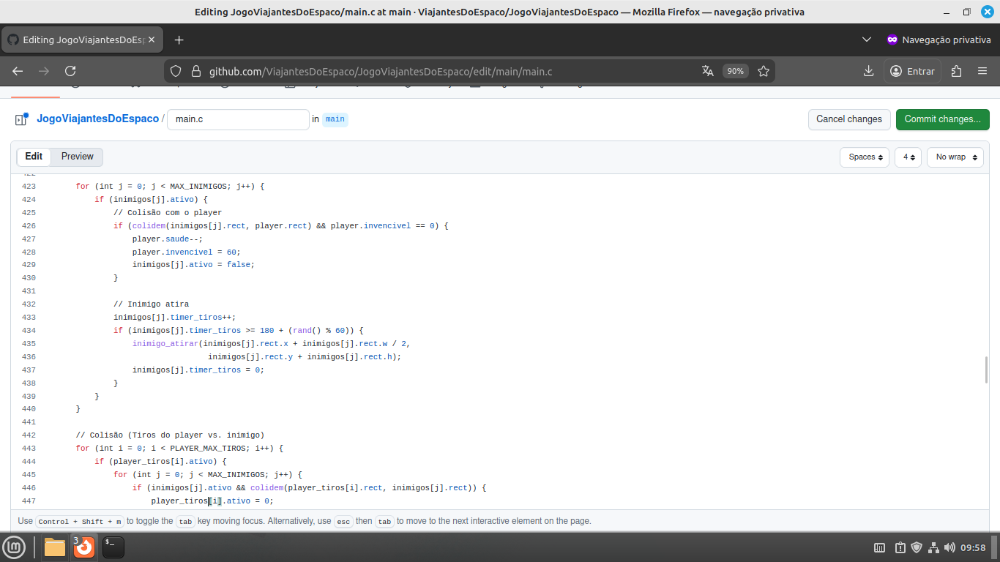 Editing JogoViajantesDoEspaco/main.c at main · ViajantesDoEspaco/JogoViajantesDoEspaco — Mozilla Firefox — navegação privativa
Editing JogoViajantesDoEsp
Navegação privativa
github.com/ViajantesDoEspaco/JogoViajantesDoEspaco/edit/main/main.c
90%
Entrar
JogoViajantesDoEspaco / main.c in main
Cancel changes
Commit changes...
Edit Preview
Spaces 4 No wrap
422
423 for (int j = 0; j < MAX_INIMIGOS; j++) {
424 if (inimigos[j].ativo) {
425 // Colisão com o player
426 if (colidem(inimigos[j].rect, player.rect) && player.invencivel == 0) {
427 player.saude--;
428 player.invencivel = 60;
429 inimigos[j].ativo = false;
430 }
431
432 // Inimigo atira
433 inimigos[j].timer_tiros++;
434 if (inimigos[j].timer_tiros >= 180 + (rand() % 60)) {
435 inimigo_atirar(inimigos[j].rect.x + inimigos[j].rect.w / 2,
436 inimigos[j].rect.y + inimigos[j].rect.h);
437 inimigos[j].timer_tiros = 0;
438 }
439 }
440 }
441
442 // Colisão (Tiros do player vs. inimigo)
443 for (int i = 0; i < PLAYER_MAX_TIROS; i++) {
444 if (player_tiros[i].ativo) {
445 for (int j = 0; j < MAX_INIMIGOS; j++) {
446 if (inimigos[j].ativo && colidem(player_tiros[i].rect, inimigos[j].rect)) {
447 player_tiros[i].ativo = 0;
Use Control + Shift + m to toggle the tab key moving focus. Alternatively, use esc then tab to move to the next interactive element on the page.
3
$_
09:58